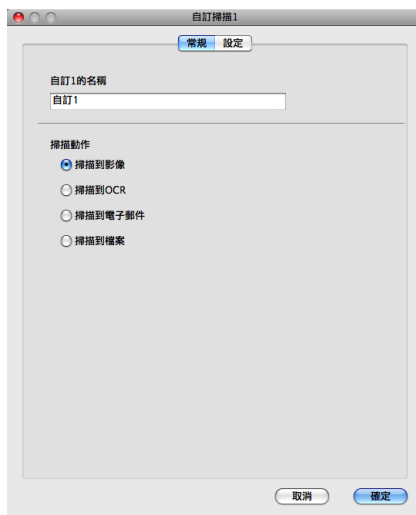 自訂掃描1
常規 設定
自訂1的名稱
自訂1
掃描動作
掃描到影像
掃描到OCR
掃描到電子郵件
掃描到檔案
取消 確定